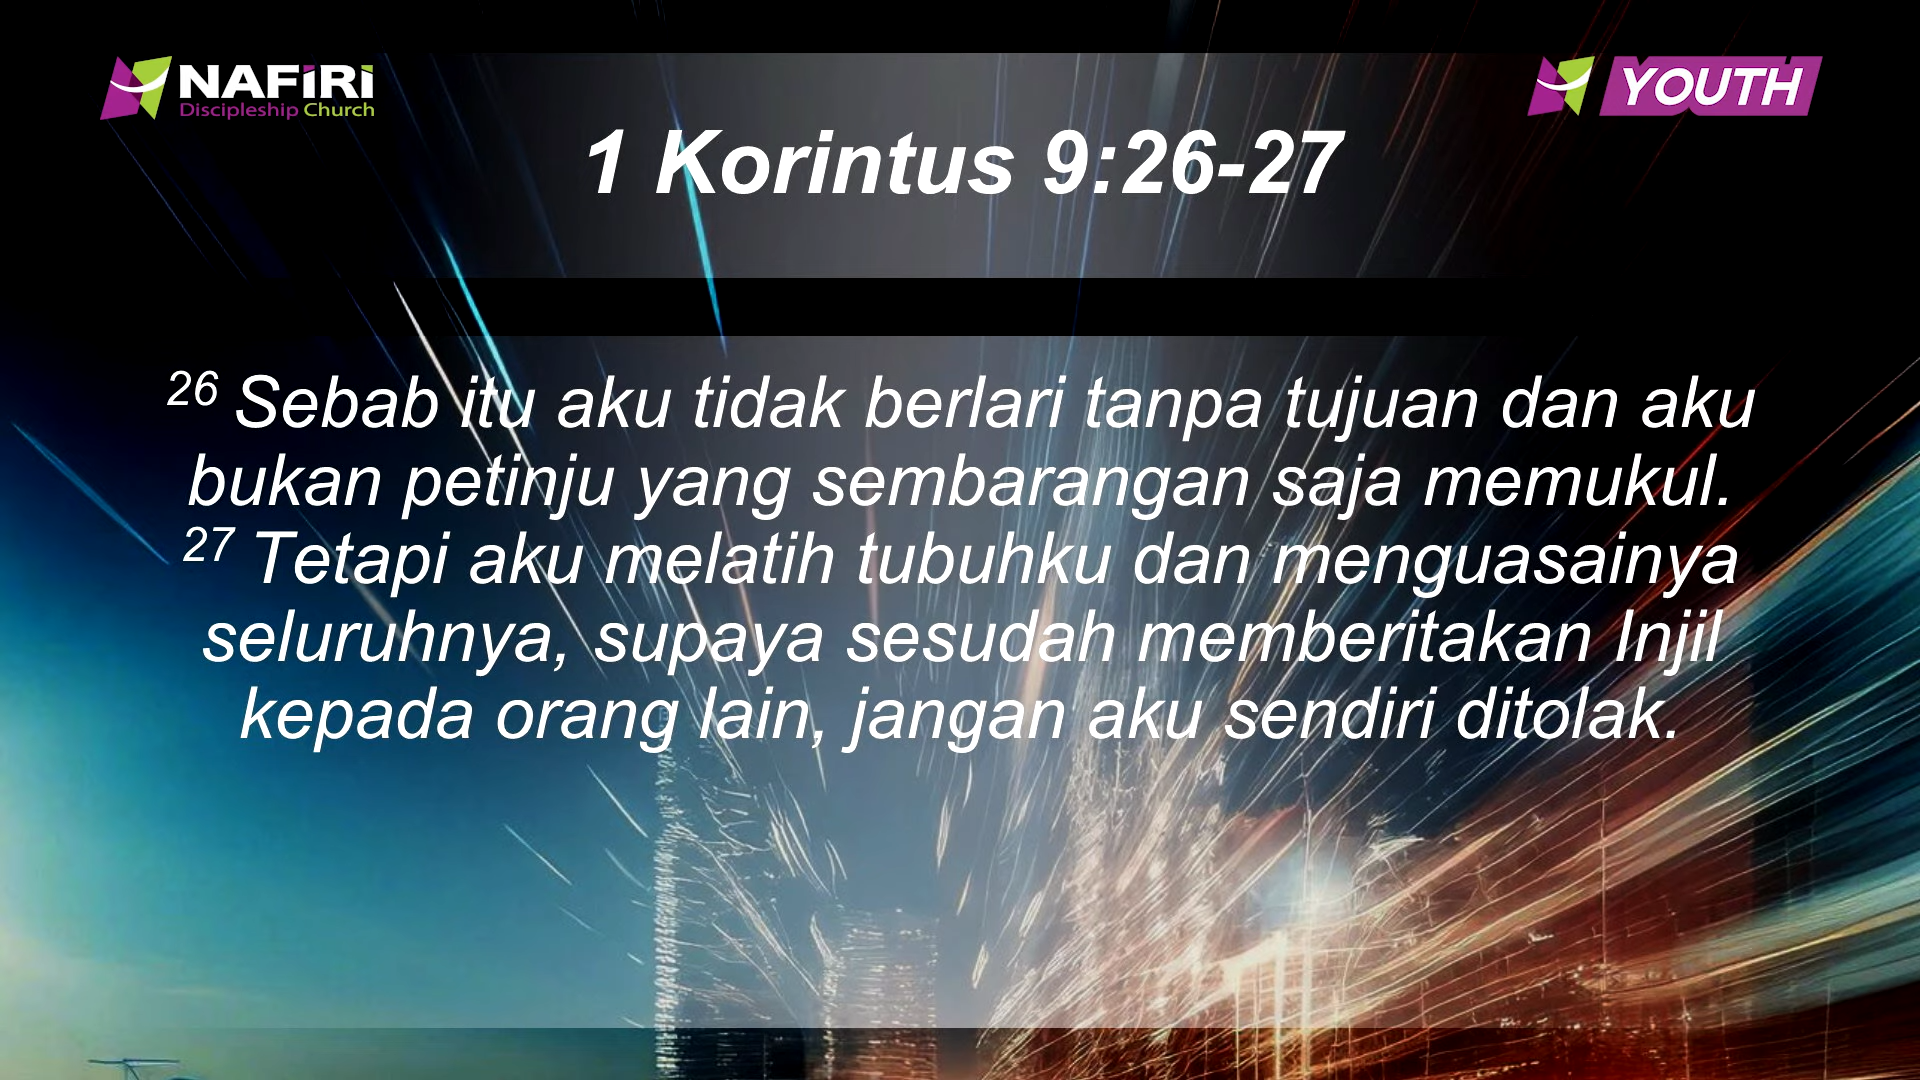 NAFIRI
Discipleship Church
YOUTH
1 Korintus 9:26-27
26 Sebab itu aku tidak berlari tanpa tujuan dan aku
bukan petinju yang sembarangan saja memukul.
27 Tetapi aku melatih tubuhku dan menguasainya
seluruhnya, supaya sesudah memberitakan Injil
kepada orang lain, jangan aku sendiri ditolak.